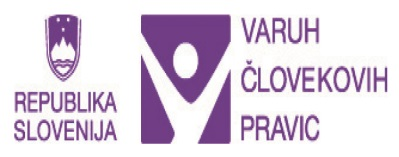 REPUBLIKA
SLOVENIJA
VARUH
ČLOVEKOVIH
PRAVIC